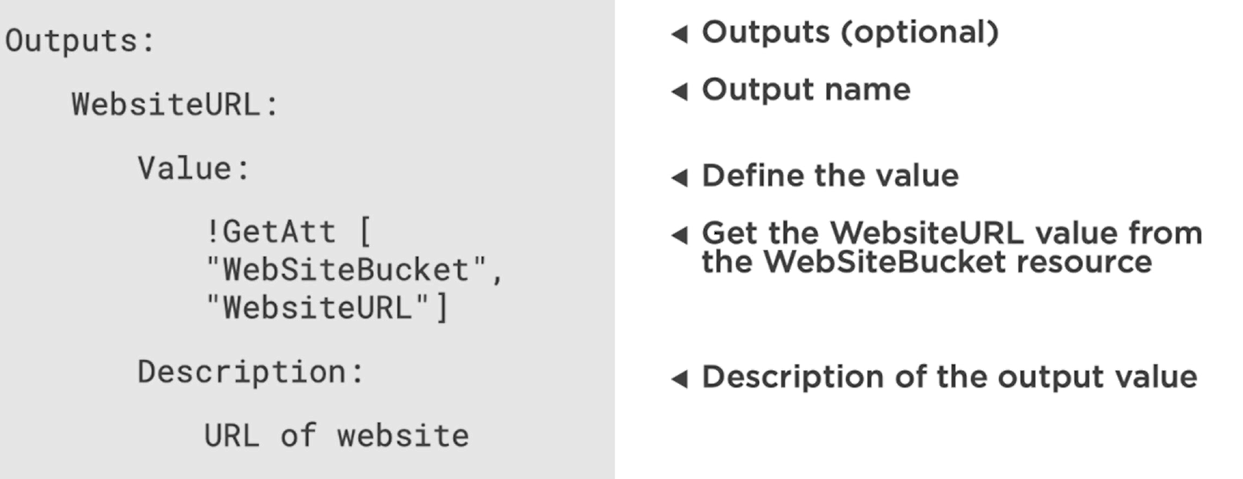 Outputs:
WebsiteURL:
Value:
!GetAtt [
"WebSiteBucket",
"WebsiteURL"]
Description:
URL of website
◄ Outputs (optional)
◄ Output name
◄ Define the value
◄ Get the WebsiteURL value from
the WebSiteBucket resource
◄ Description of the output value